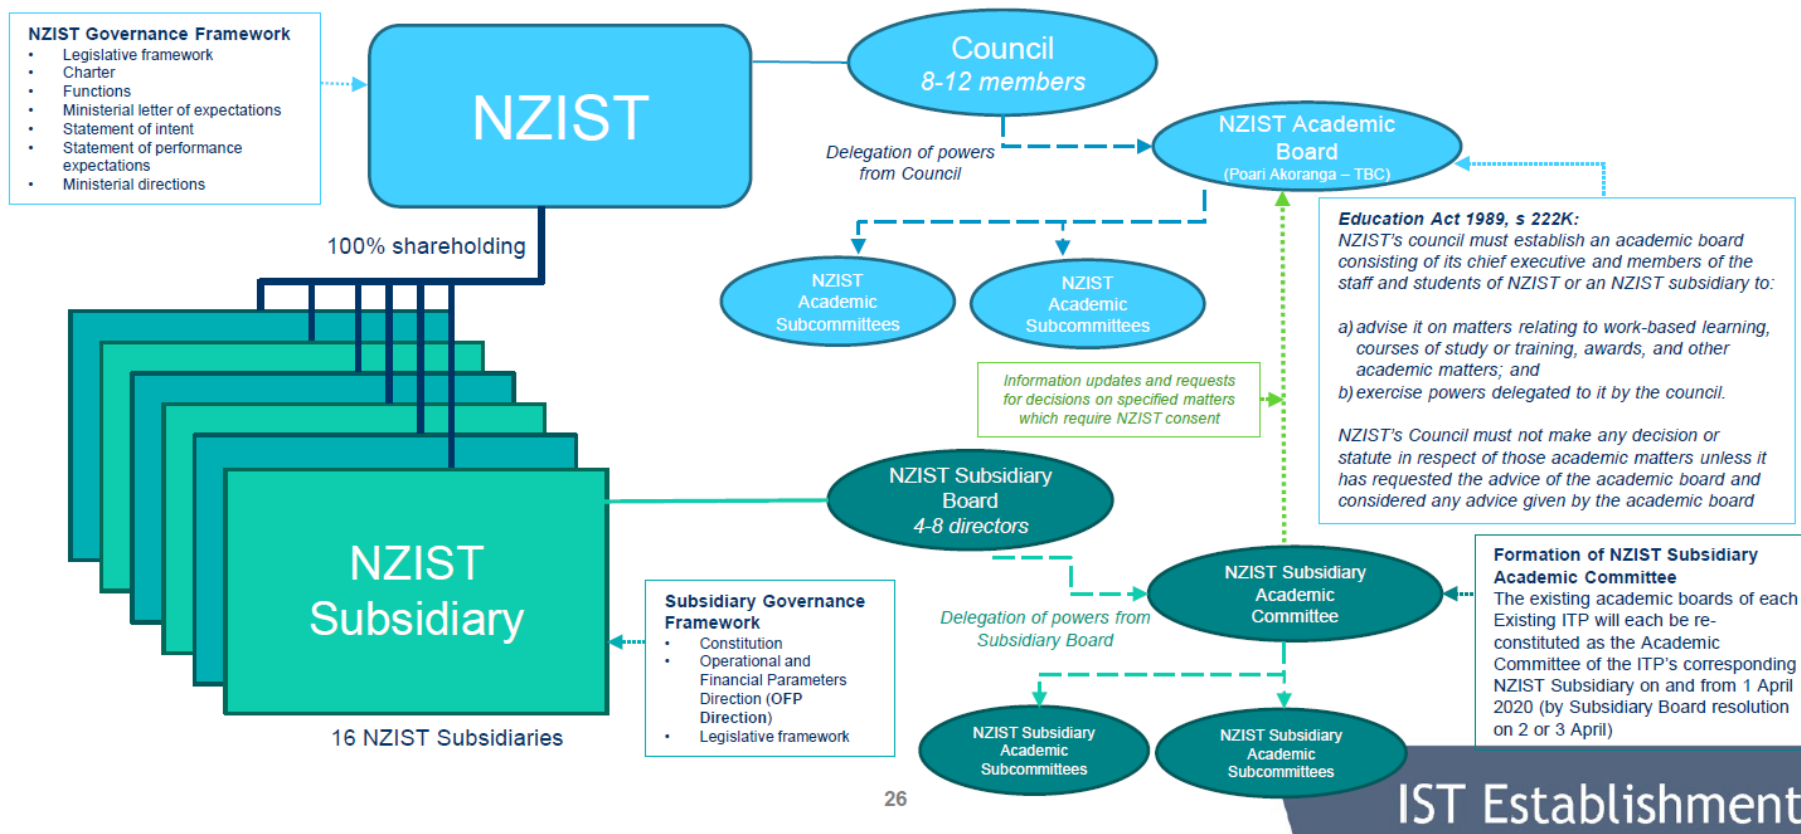 NZIST Governance Framework
• Legislative framework
• Charter
• Functions
• Ministerial letter of expectations
• Statement of intent
• Statement of performance
expectations
• Ministerial directions
NZIST
Council
8-12 members
Delegation of powers
from Council
NZIST Academic
Board
(Poari Akoranga – TBC)
100% shareholding
NZIST
Academic
Subcommittees
NZIST
Academic
Subcommittees
Education Act 1989, s 222K:
NZIST's council must establish an academic board
consisting of its chief executive and members of the
staff and students of NZIST or an NZIST subsidiary to:
a) advise it on matters relating to work-based learning,
courses of study or training, awards, and other
academic matters; and
b) exercise powers delegated to it by the council.
NZIST's Council must not make any decision or
statute in respect of those academic matters unless it
has requested the advice of the academic board and
considered any advice given by the academic board
Information updates and requests
for decisions on specified matters
which require NZIST consent
NZIST Subsidiary
Board
4-8 directors
NZIST
Subsidiary
16 NZIST Subsidiaries
Subsidiary Governance
Framework
• Constitution
• Operational and
Financial Parameters
Direction (OFP
Direction)
• Legislative framework
Delegation of powers from
Subsidiary Board
NZIST Subsidiary
Academic
Committee
Formation of NZIST Subsidiary
Academic Committee
The existing academic boards of each
Existing ITP will each be re-
constituted as the Academic
Committee of the ITP's corresponding
NZIST Subsidiary on and from 1 April
2020 (by Subsidiary Board resolution
on 2 or 3 April)
NZIST Subsidiary
Academic
Subcommittees
NZIST Subsidiary
Academic
Subcommittees
26
IST Establishment